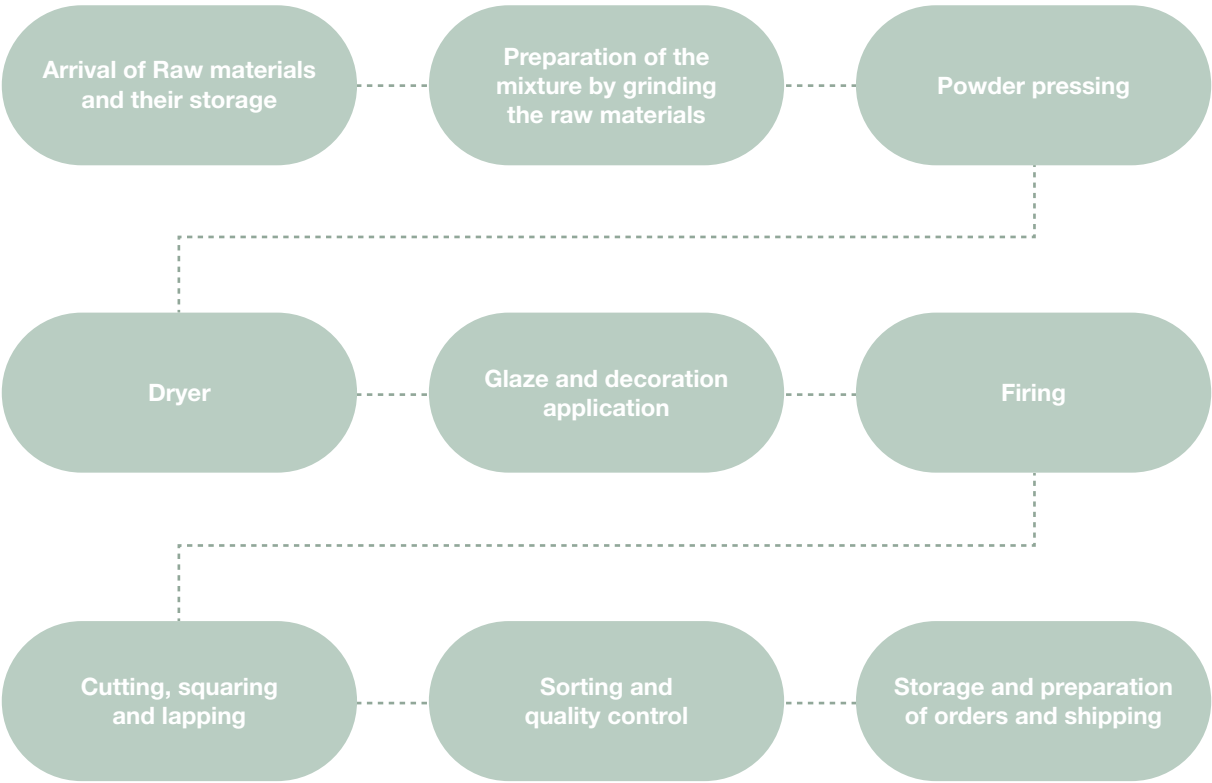 Arrival of Raw materials
and their storage
Preparation of the
mixture by grinding
the raw materials
Powder pressing
Dryer
Glaze and decoration
application
Firing
Cutting, squaring
and lapping
Sorting and
quality control
Storage and preparation
of orders and shipping